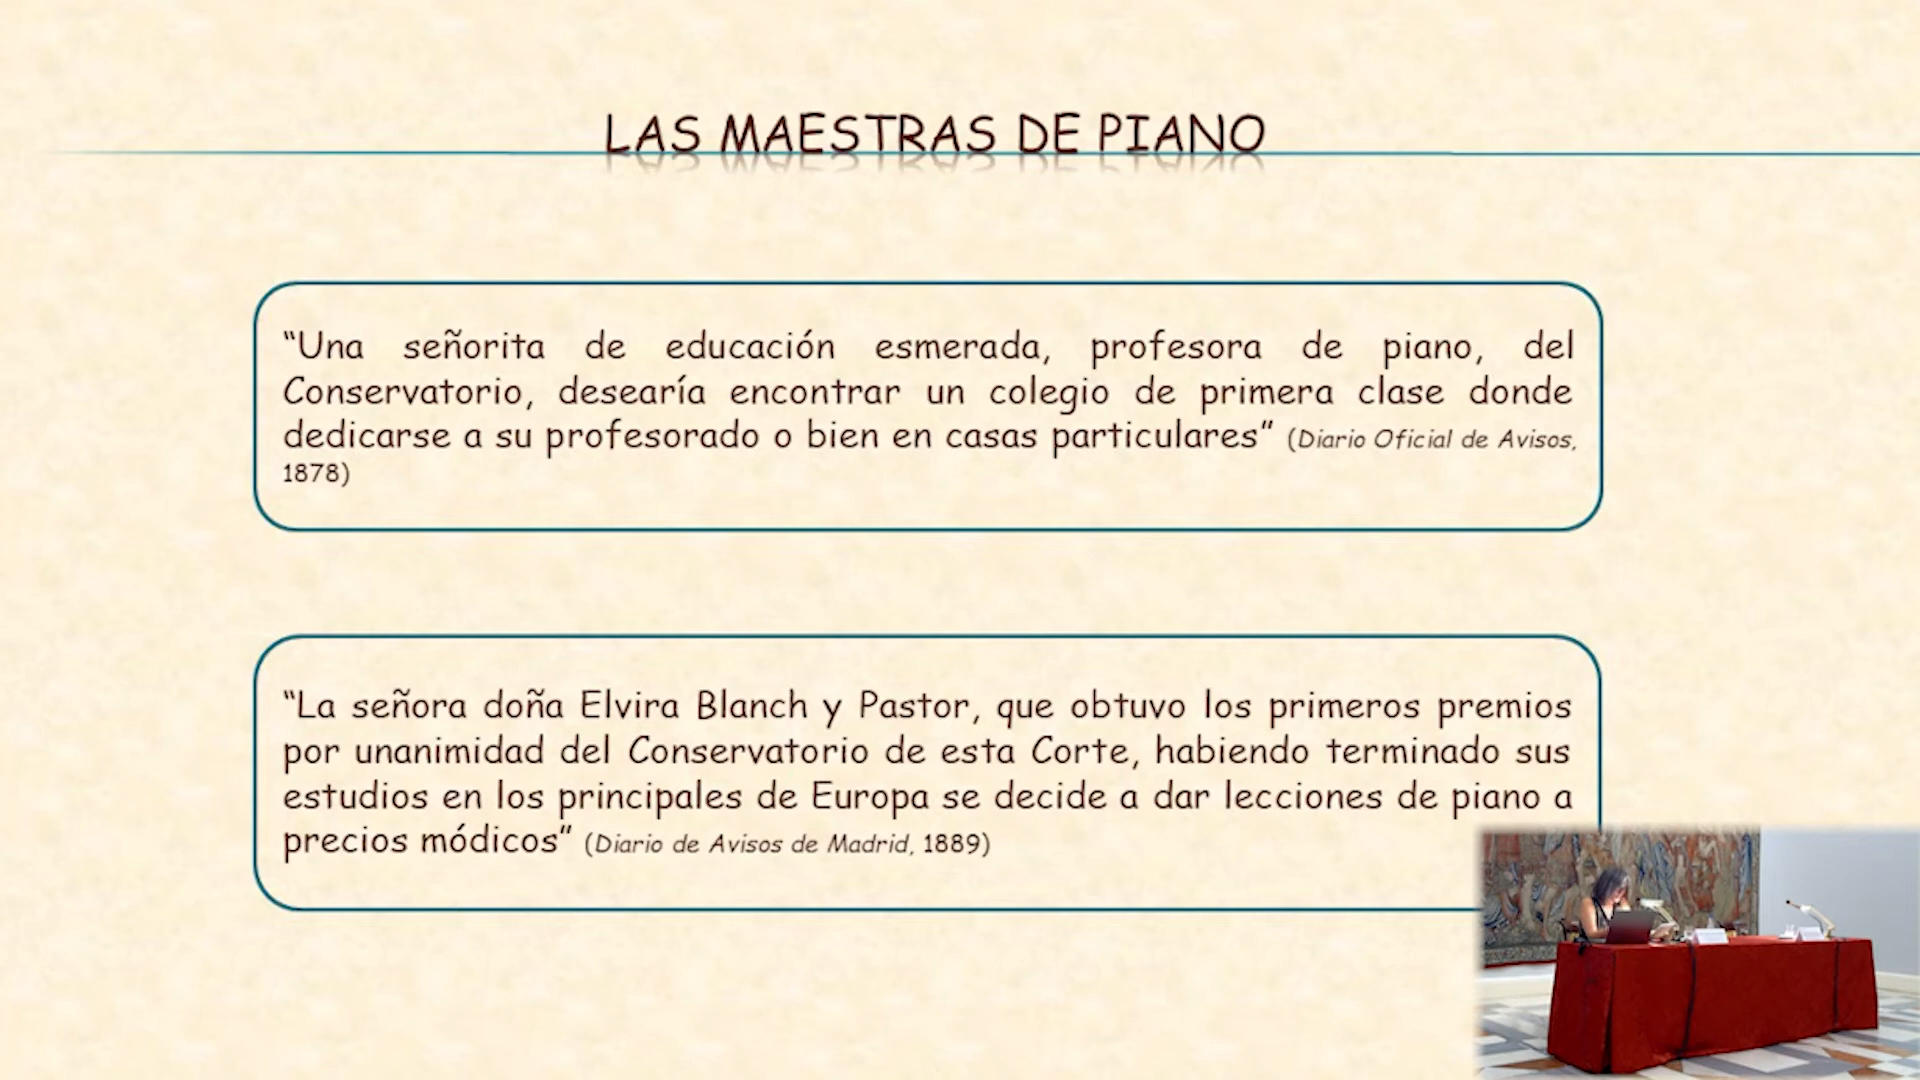 LAS MAESTRAS DE PIANO
“Una señorita de educación esmerada, profesora de piano, del
Conservatorio, desearía encontrar un colegio de primera clase donde
dedicarse a su profesorado o bien en casas particulares” (Diario Oficial de Avisos,
1878)
“La señora doña Elvira Blanch y Pastor, que obtuvo los primeros premios
por unanimidad del Conservatorio de esta Corte, habiendo terminado sus
estudios en los principales de Europa se decide a dar lecciones de piano a
precios módicos” (Diario de Avisos de Madrid, 1889)